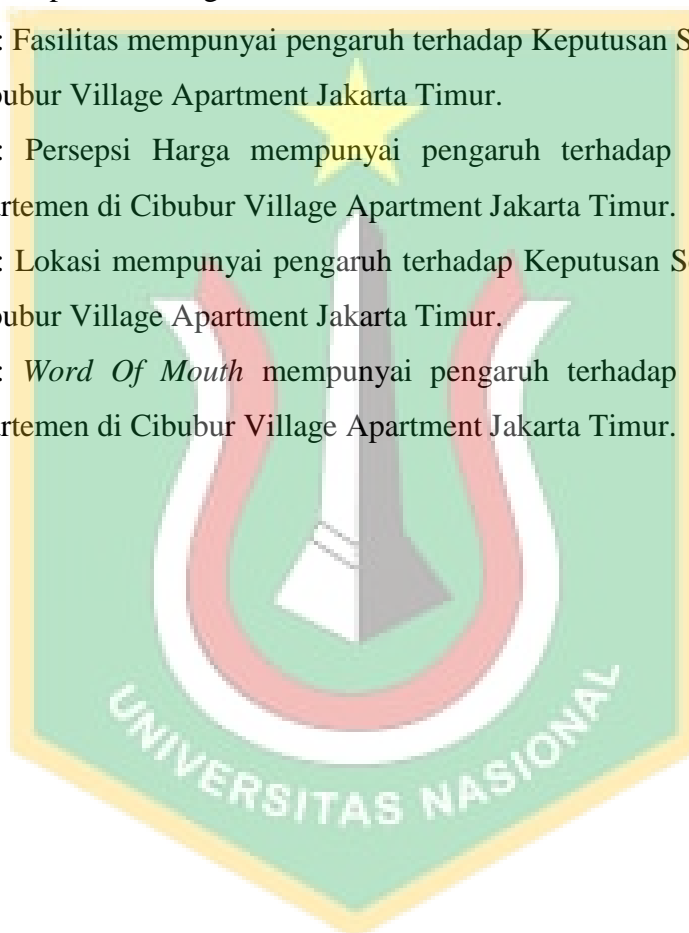 : Fasilitas mempunyai pengaruh terhadap Keputusan
bubur Village Apartment Jakarta Timur.
: Persepsi Harga mempunyai pengaruh terhadap
rtemen di Cibubur Village Apartment Jakarta Timur.
: Lokasi mempunyai pengaruh terhadap Keputusan
bubur Village Apartment Jakarta Timur.
: Word Of Mouth mempunyai pengaruh terhadap
rtemen di Cibubur Village Apartment Jakarta Timur.
UNIVERSITAS NASIONAL